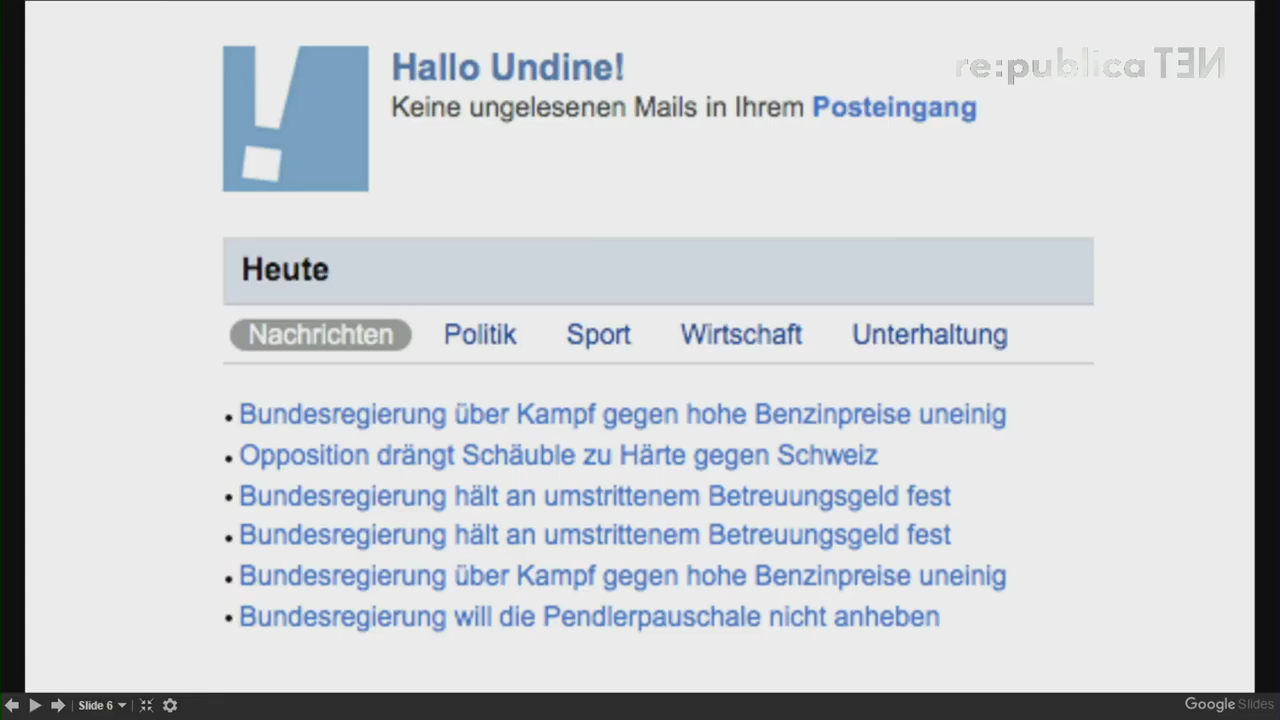 Hallo Undine!
re:publica TEN
Keine ungelesenen Mails in Ihrem Posteingang
Heute
Nachrichten Politik Sport Wirtschaft Unterhaltung
• Bundesregierung über Kampf gegen hohe Benzinpreise uneinig
• Opposition drängt Schäuble zu Härte gegen Schweiz
• Bundesregierung hält an umstrittenem Betreuungsgeld fest
• Bundesregierung hält an umstrittenem Betreuungsgeld fest
• Bundesregierung über Kampf gegen hohe Benzinpreise uneinig
• Bundesregierung will die Pendlerpauschale nicht anheben
Slide 6
Google Slides